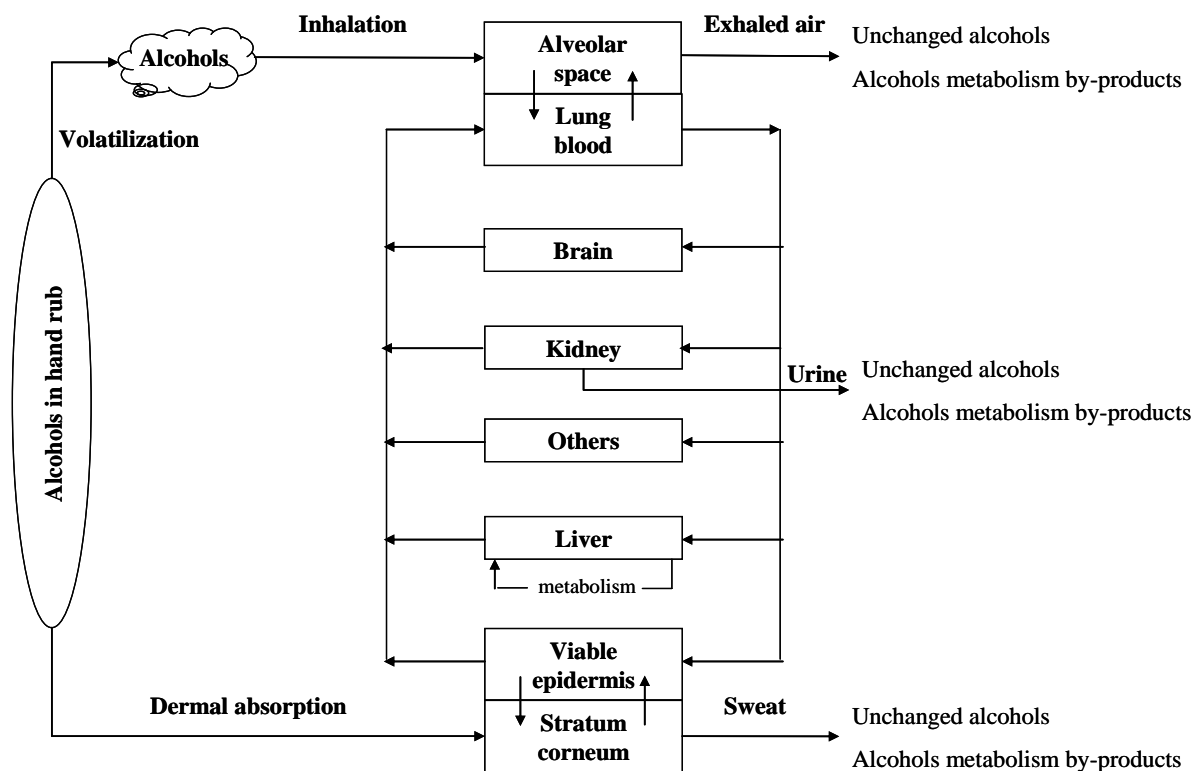 Inhalation
Exhaled air
Alcohols
Alveolar
space
Unchanged alcohols
Alcohols metabolism by-products
Volatilization
Lung
blood
Brain
Alcohols in hand rub
Kidney
Urine
Unchanged alcohols
Alcohols metabolism by-products
Others
Liver
metabolism
Viable
epidermis
Dermal absorption
Stratum
corneum
Sweat
Unchanged alcohols
Alcohols metabolism by-products